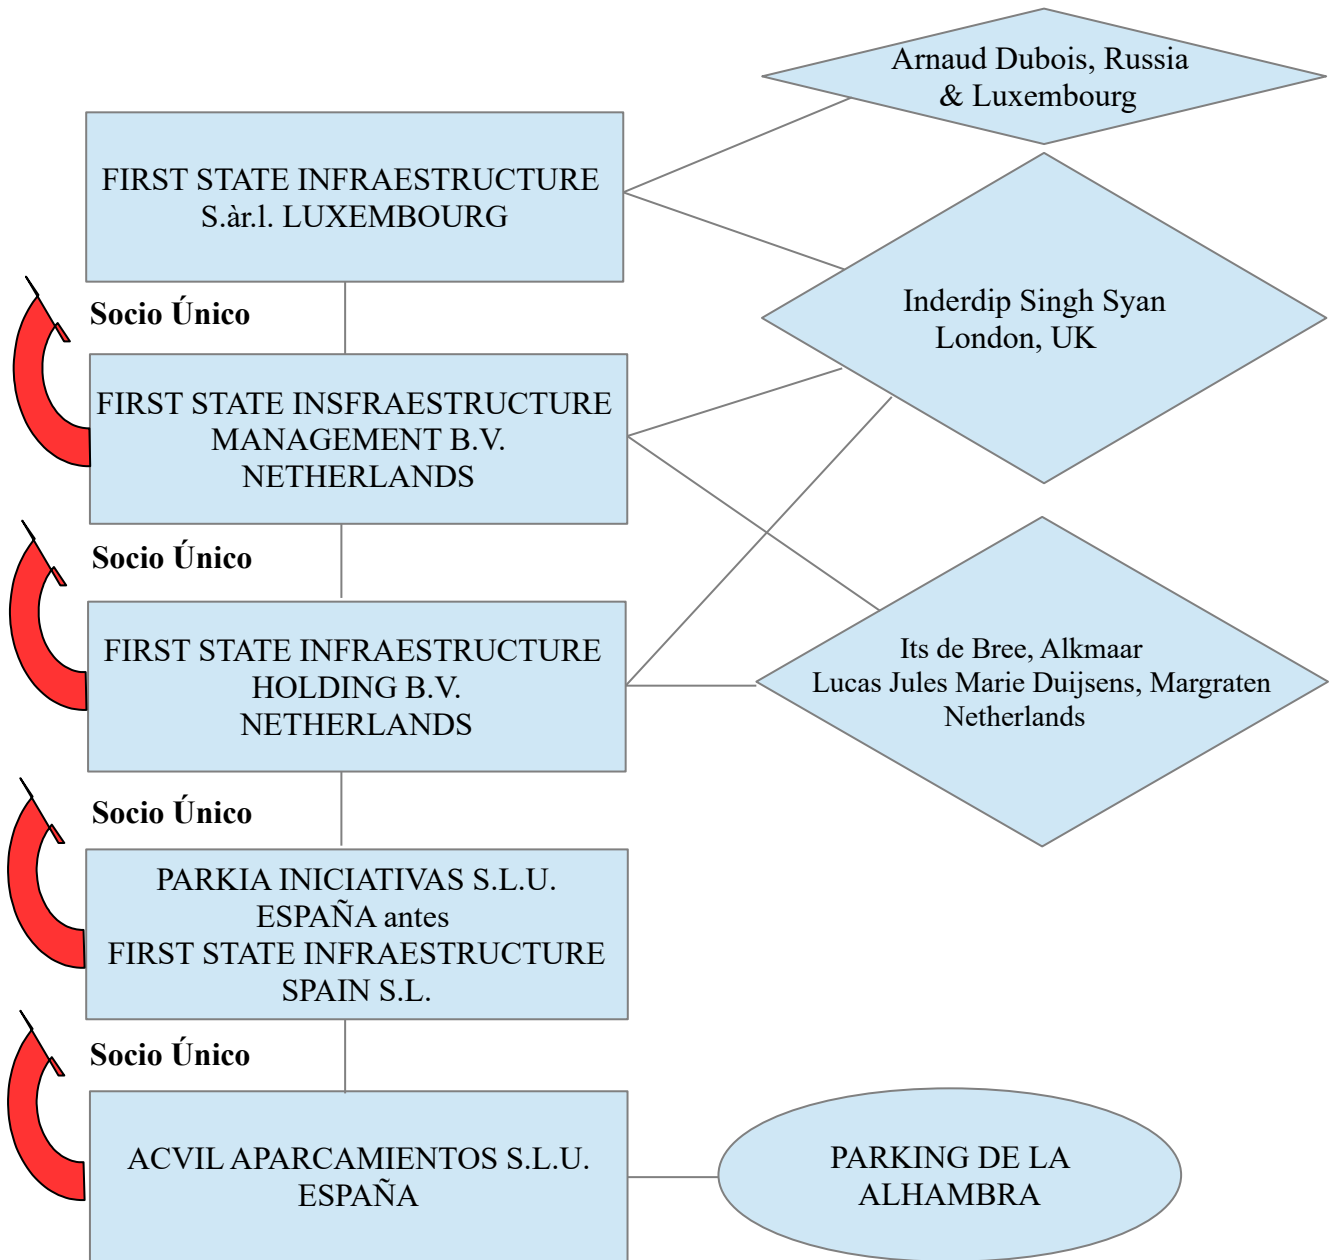 Arnaud Dubois, Russia
& Luxembourg
FIRST STATE INFRAESTRUCTURE
S.àr.l. LUXEMBOURG
Socio Único
Inderdip Singh Syan
London, UK
FIRST STATE INSFRAESTRUCTURE
MANAGEMENT B.V.
NETHERLANDS
Socio Único
FIRST STATE INFRAESTRUCTURE
HOLDING B.V.
NETHERLANDS
Its de Bree, Alkmaar
Lucas Jules Marie Duijsens, Margraten
Netherlands
Socio Único
PARKIA INICIATIVAS S.L.U.
ESPAÑA antes
FIRST STATE INFRAESTRUCTURE
SPAIN S.L.
Socio Único
ACVIL APARCAMIENTOS S.L.U.
ESPAÑA
PARKING DE LA
ALHAMBRA